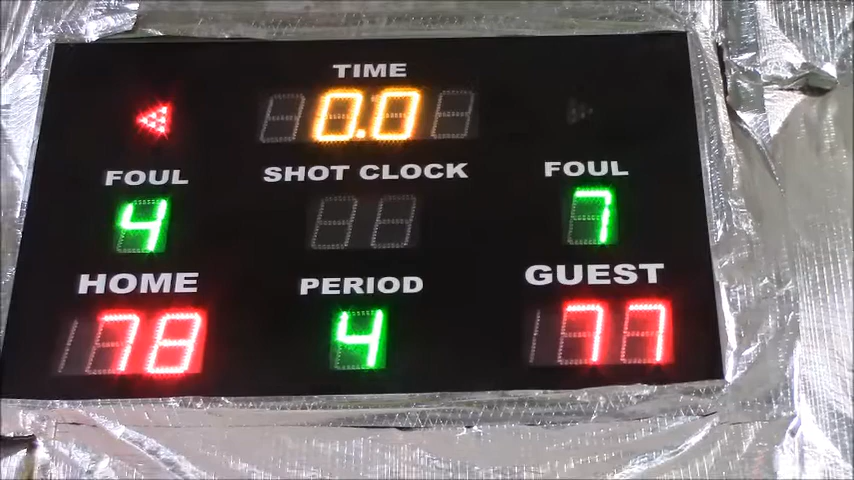 TIME
0.0
FOUL SHOT CLOCK FOUL
4 7
HOME PERIOD GUEST
78 4 77